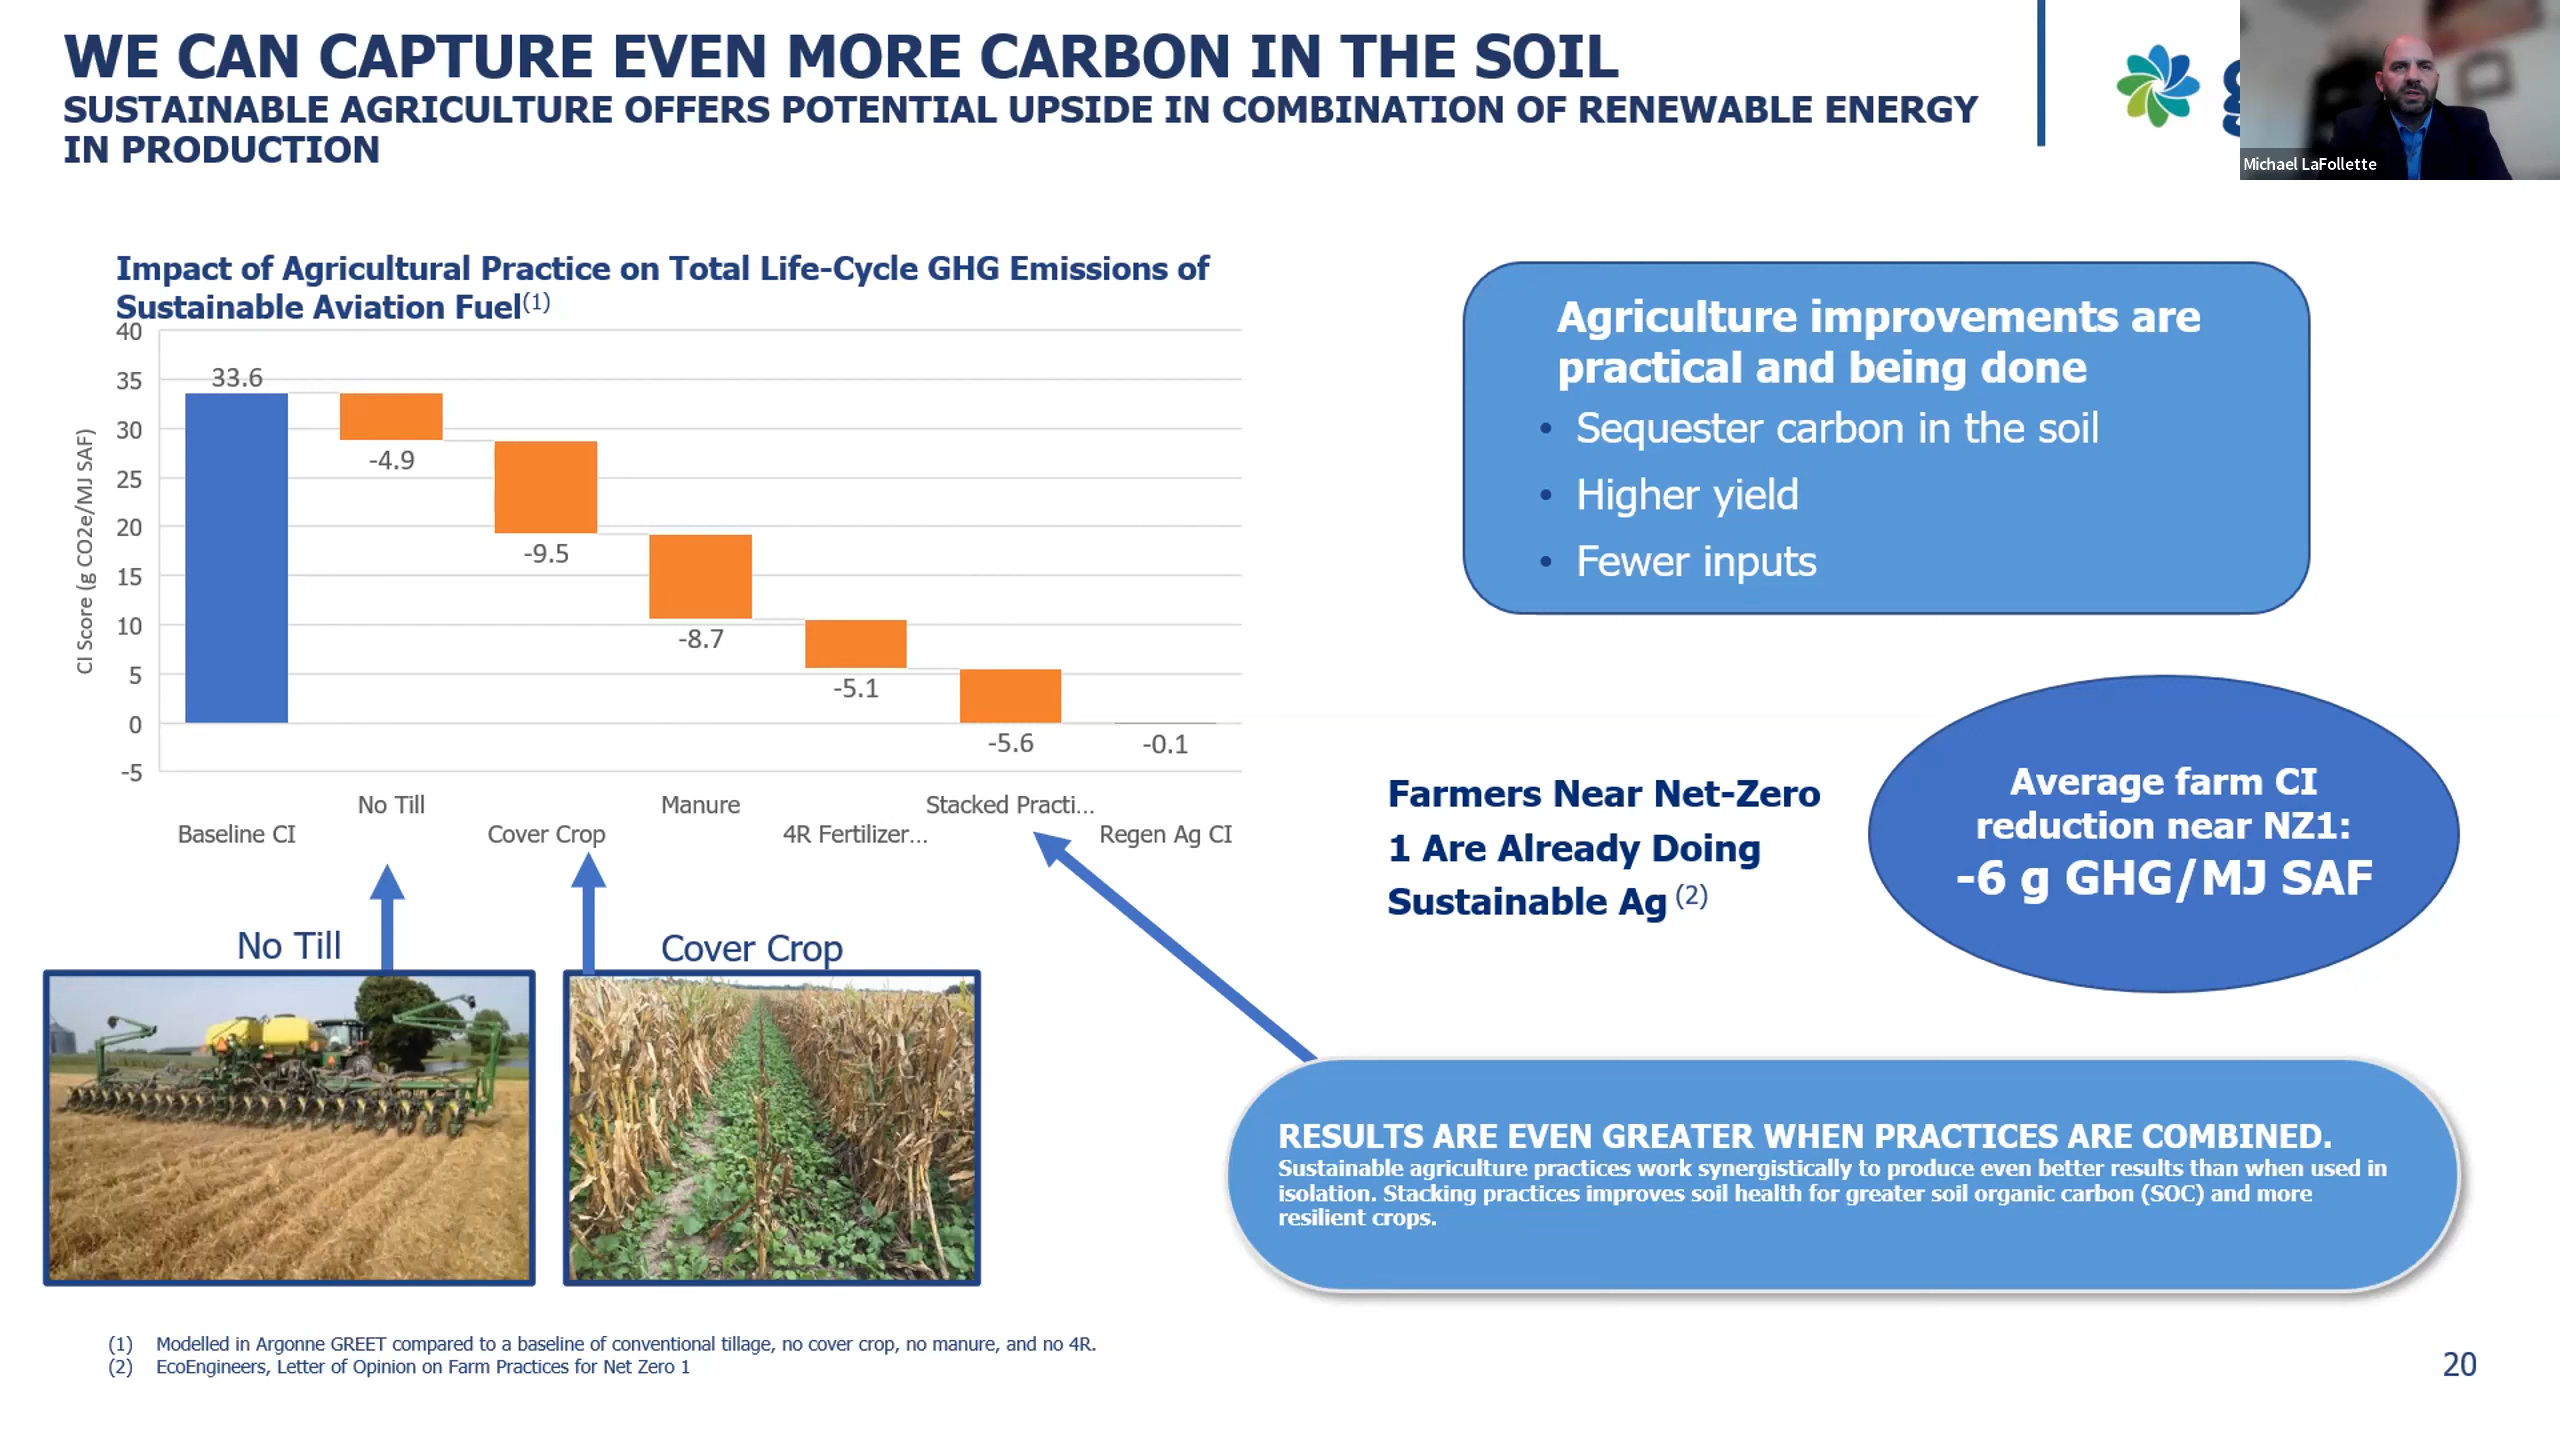 WE CAN CAPTURE EVEN MORE CARBON IN THE SOIL
SUSTAINABLE AGRICULTURE OFFERS POTENTIAL UPSIDE IN COMBINATION OF RENEWABLE ENERGY
IN PRODUCTION
g
Michael LaFollette
Impact of Agricultural Practice on Total Life-Cycle GHG Emissions of
Sustainable Aviation Fuel(1)
CI Score (g CO2e/MJ SAF)
40
35
30
25
20
15
10
5
0
-5
33.6
-4.9
-9.5
-8.7
-5.1
-5.6
-0.1
Baseline CI
No Till
Cover Crop
Manure
4R Fertilizer...
Stacked Practi...
Regen Ag CI
Agriculture improvements are
practical and being done
• Sequester carbon in the soil
• Higher yield
• Fewer inputs
Farmers Near Net-Zero
1 Are Already Doing
Sustainable Ag (2)
Average farm CI
reduction near NZ1:
-6 g GHG/MJ SAF
No Till
Cover Crop
RESULTS ARE EVEN GREATER WHEN PRACTICES ARE COMBINED.
Sustainable agriculture practices work synergistically to produce even better results than when used in
isolation. Stacking practices improves soil health for greater soil organic carbon (SOC) and more
resilient crops.
(1) Modelled in Argonne GREET compared to a baseline of conventional tillage, no cover crop, no manure, and no 4R.
(2) EcoEngineers, Letter of Opinion on Farm Practices for Net Zero 1
20